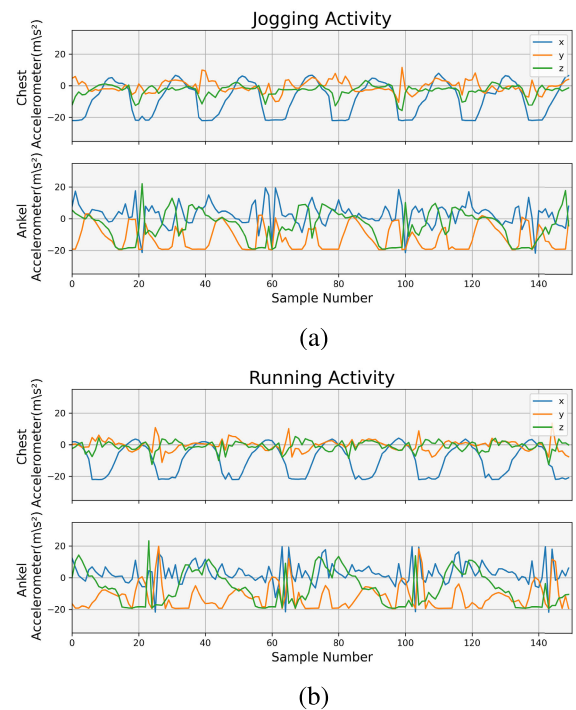 Jogging Activity
Chest
Accelerometer(m\s²)
20
0
−20
x
y
z
Ankel
Accelerometer(m\s²)
20
0
−20
0 20 40 60 80 100 120 140
Sample Number
(a)
Running Activity
Chest
Accelerometer(m\s²)
20
0
−20
x
y
z
Ankel
Accelerometer(m\s²)
20
0
−20
0 20 40 60 80 100 120 140
Sample Number
(b)